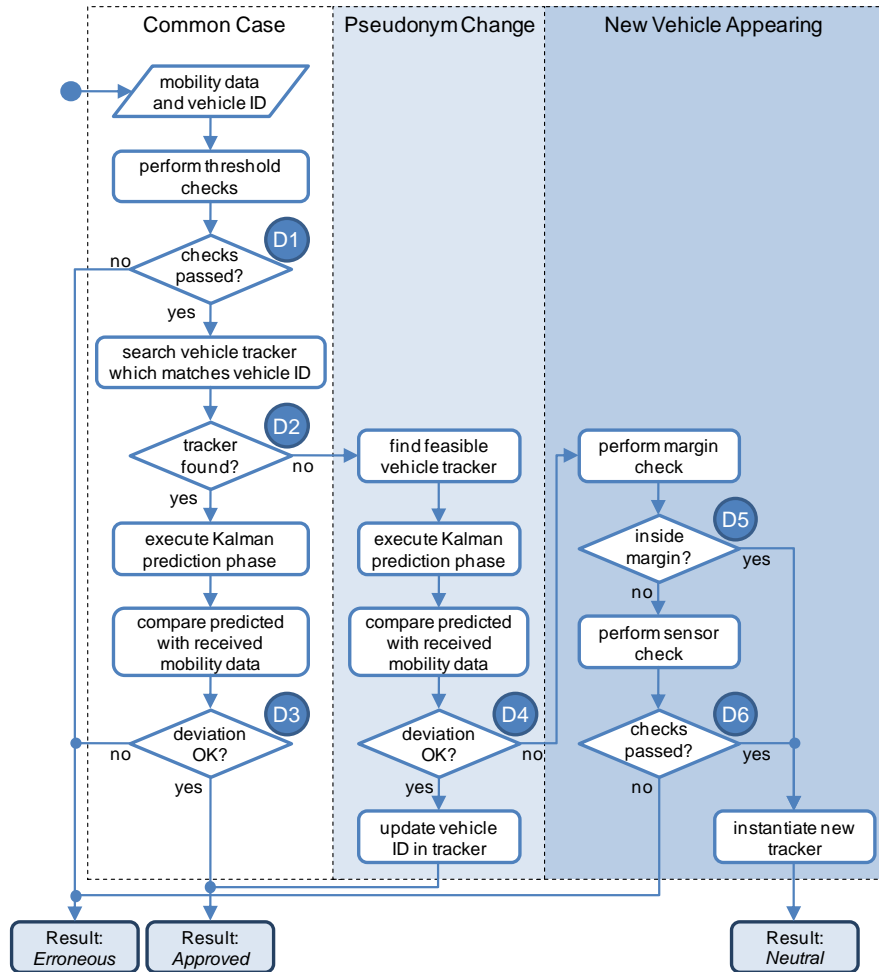 Common Case
Pseudonym Change
New Vehicle Appearing
mobility data
and vehicle ID
perform threshold
checks
D1
checks
passed?
no
yes
search vehicle tracker
which matches vehicle ID
D2
tracker
found?
no
yes
find feasible
vehicle tracker
perform margin
check
execute Kalman
prediction phase
execute Kalman
prediction phase
D5
inside
margin?
yes
no
compare predicted
with received
mobility data
compare predicted
with received
mobility data
perform sensor
check
D3
deviation
OK?
no
yes
D4
deviation
OK?
no
yes
D6
checks
passed?
yes
no
update vehicle
ID in tracker
instantiate new
tracker
Result:
Erroneous
Result:
Approved
Result:
Neutral